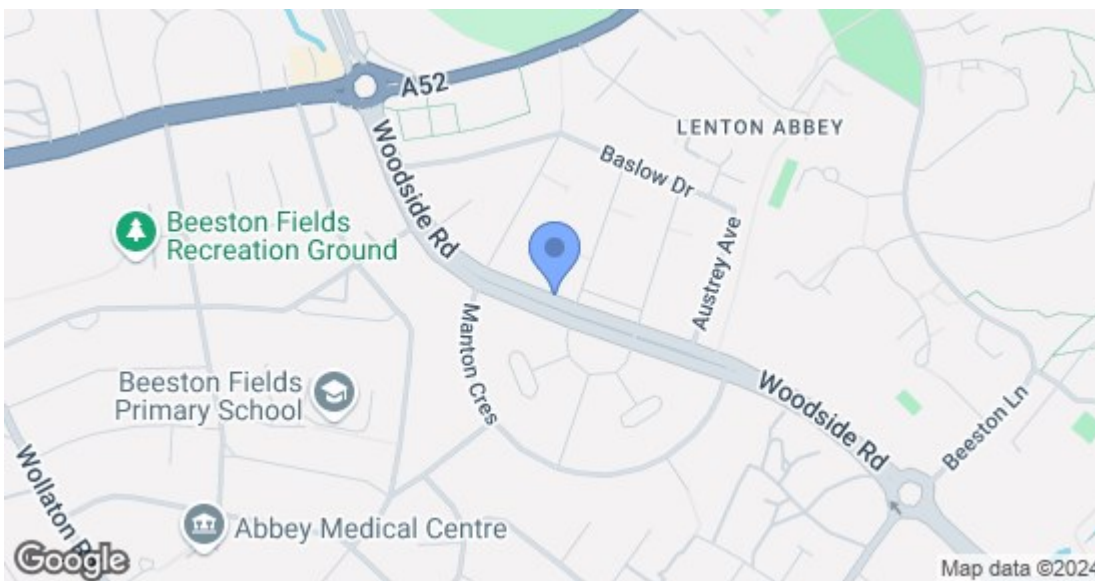 A52
Woodside Rd
LENTON ABBEY
Baslow Dr
Beeston Fields
Recreation Ground
Austrey Ave
Manton Cres
Beeston Fields
Primary School
Woodside Rd
Beeston Ln
Wollaton Rd
Abbey Medical Centre
Google
Map data ©2024